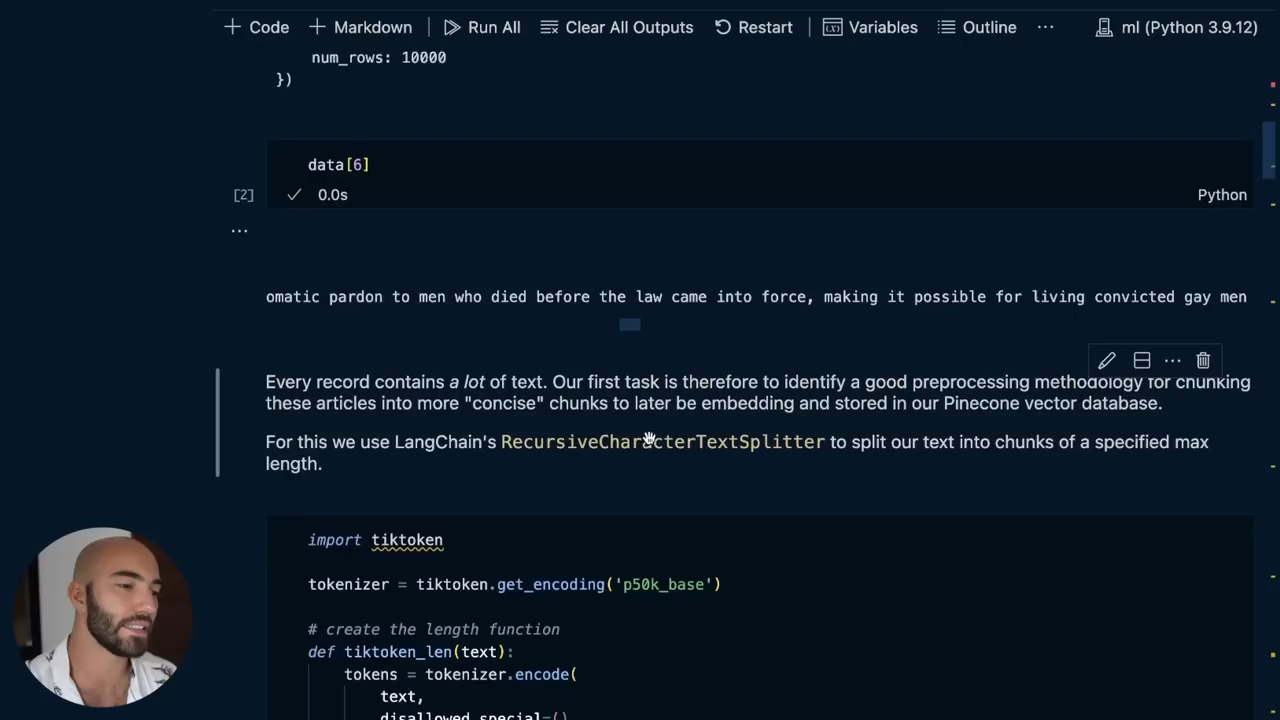 Code Markdown Run All Clear All Outputs Restart Variables Outline ... ml (Python 3.9.12)
num_rows: 10000
})
data[6]
[2] 0.0s Python
...
omatic pardon to men who died before the law came into force, making it possible for living convicted gay men
Every record contains a lot of text. Our first task is therefore to identify a good preprocessing methodology for chunking
these articles into more "concise" chunks to later be embedding and stored in our Pinecone vector database.
For this we use LangChain's RecursiveCharacterTextSplitter to split our text into chunks of a specified max
length.
import tiktoken
tokenizer = tiktoken.get_encoding('p50k_base')
# create the length function
def tiktoken_len(text):
tokens = tokenizer.encode(
text,
disallowed_special=()